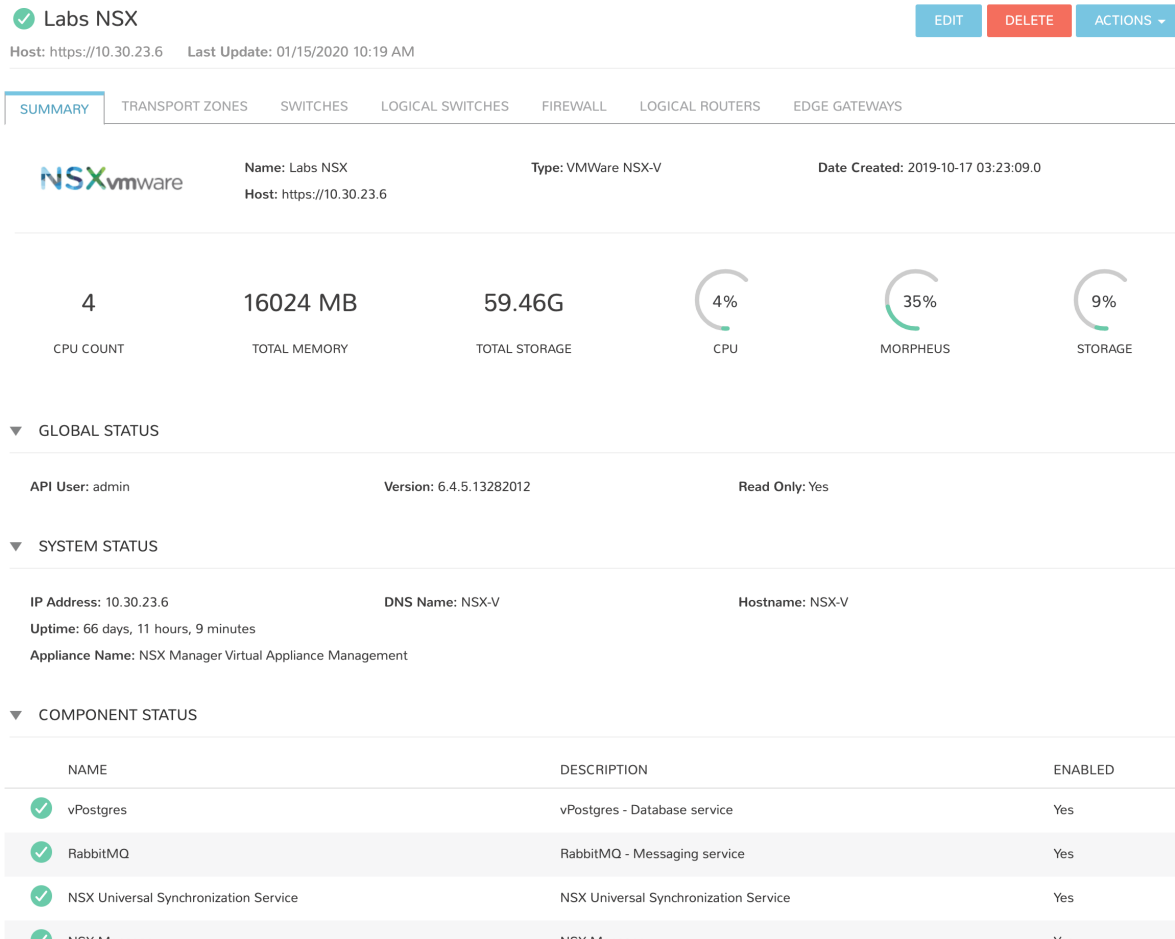 Labs NSX
EDIT DELETE ACTIONS
Host: https://10.30.23.6 Last Update: 01/15/2020 10:19 AM
SUMMARY TRANSPORT ZONES SWITCHES LOGICAL SWITCHES FIREWALL LOGICAL ROUTERS EDGE GATEWAYS
NSXvmware
Name: Labs NSX Type: VMWare NSX-V Date Created: 2019-10-17 03:23:09.0
Host: https://10.30.23.6
4 16024 MB 59.46G 4% 35% 9%
CPU COUNT TOTAL MEMORY TOTAL STORAGE CPU MORPHEUS STORAGE
GLOBAL STATUS
API User: admin Version: 6.4.5.13282012 Read Only: Yes
SYSTEM STATUS
IP Address: 10.30.23.6 DNS Name: NSX-V Hostname: NSX-V
Uptime: 66 days, 11 hours, 9 minutes
Appliance Name: NSX Manager Virtual Appliance Management
COMPONENT STATUS
NAME DESCRIPTION ENABLED
vPostgres vPostgres - Database service Yes
RabbitMQ RabbitMQ - Messaging service Yes
NSX Universal Synchronization Service NSX Universal Synchronization Service Yes